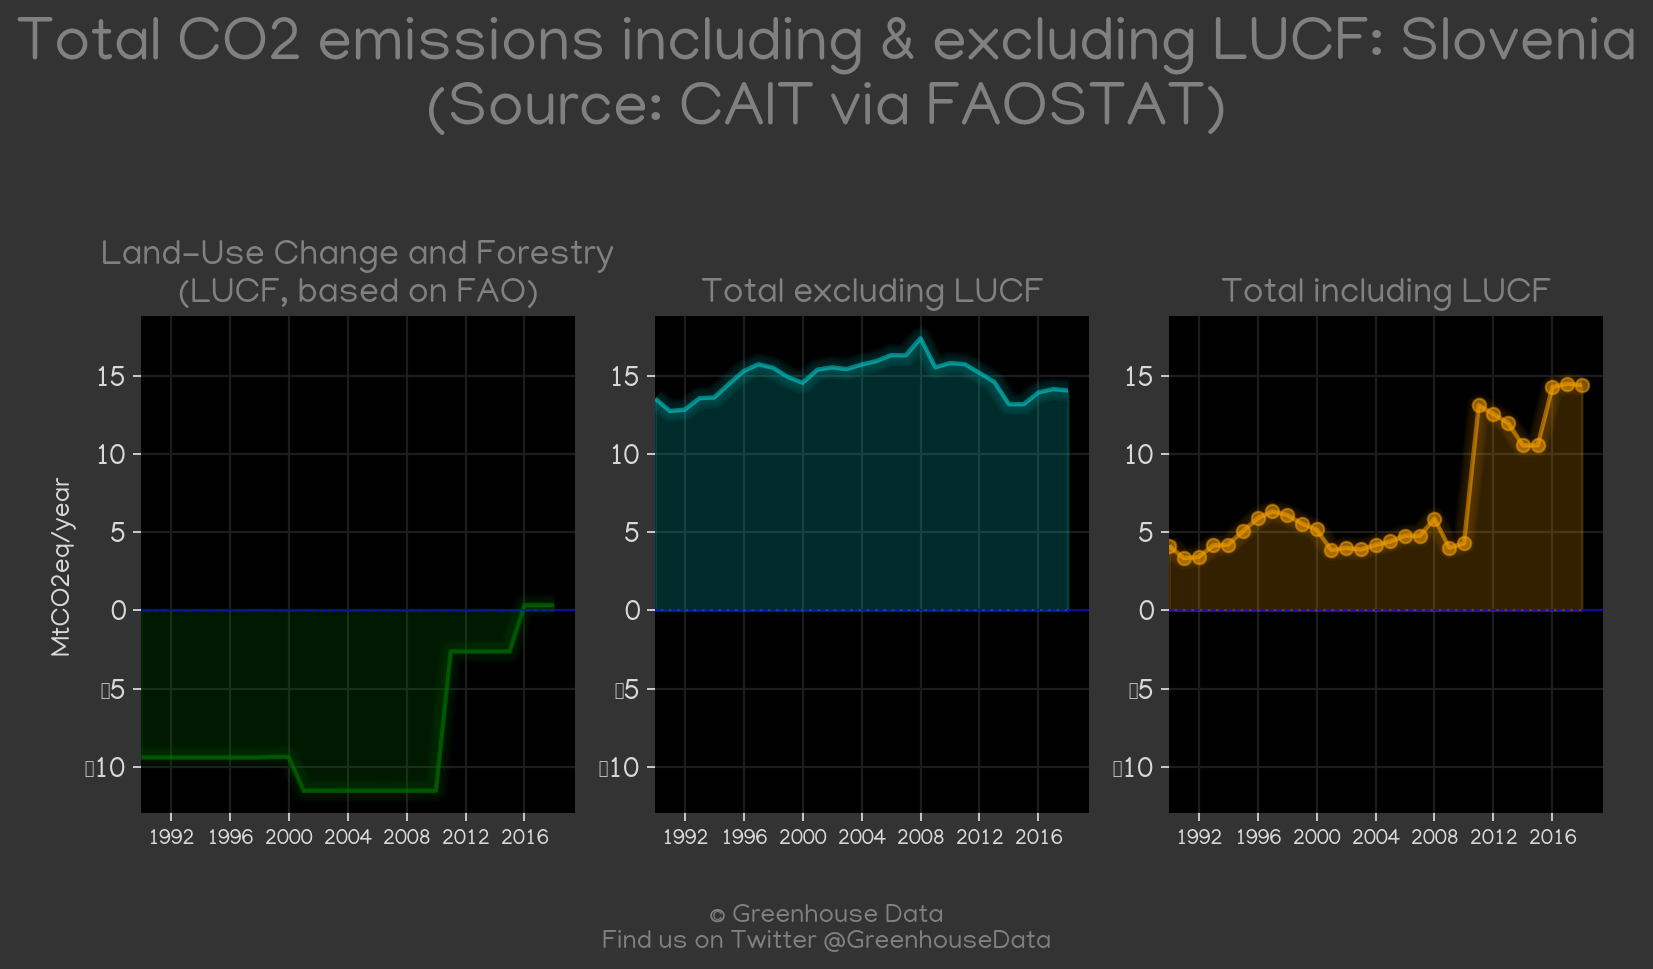 Total CO2 emissions including & excluding LUCF: Slovenia
(Source: CAIT via FAOSTAT)
Land-Use Change and Forestry
(LUCF, based on FAO)
Total excluding LUCF
Total including LUCF
MtCO2eq/year
15
10
5
0
▯5
▯10
1992 1996 2000 2004 2008 2012 2016
15
10
5
0
▯5
▯10
1992 1996 2000 2004 2008 2012 2016
15
10
5
0
▯5
▯10
1992 1996 2000 2004 2008 2012 2016
© Greenhouse Data
Find us on Twitter @GreenhouseData